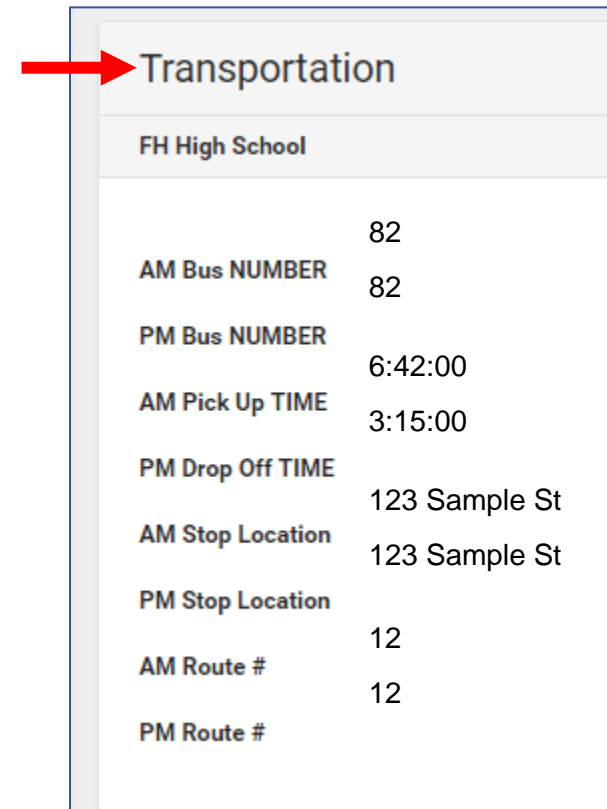 Transportation
FH High School
82
AM Bus NUMBER
82
PM Bus NUMBER
6:42:00
AM Pick Up TIME
3:15:00
PM Drop Off TIME
123 Sample St
AM Stop Location
123 Sample St
PM Stop Location
12
AM Route #
12
PM Route #